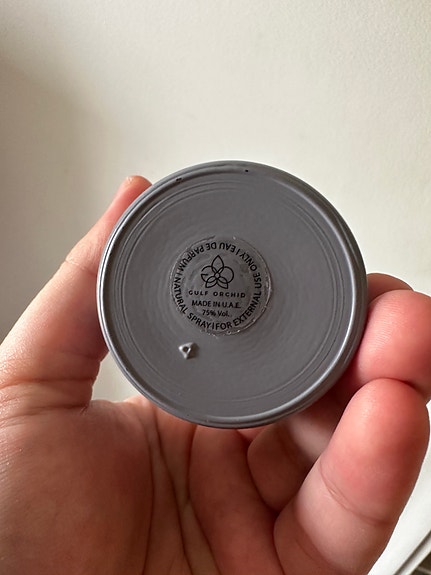 GULF ORCHID
MADE IN U.A.E.
75% Vol.
EAU DE PARFUM | NATURAL SPRAY | FOR EXTERNAL USE ONLY |